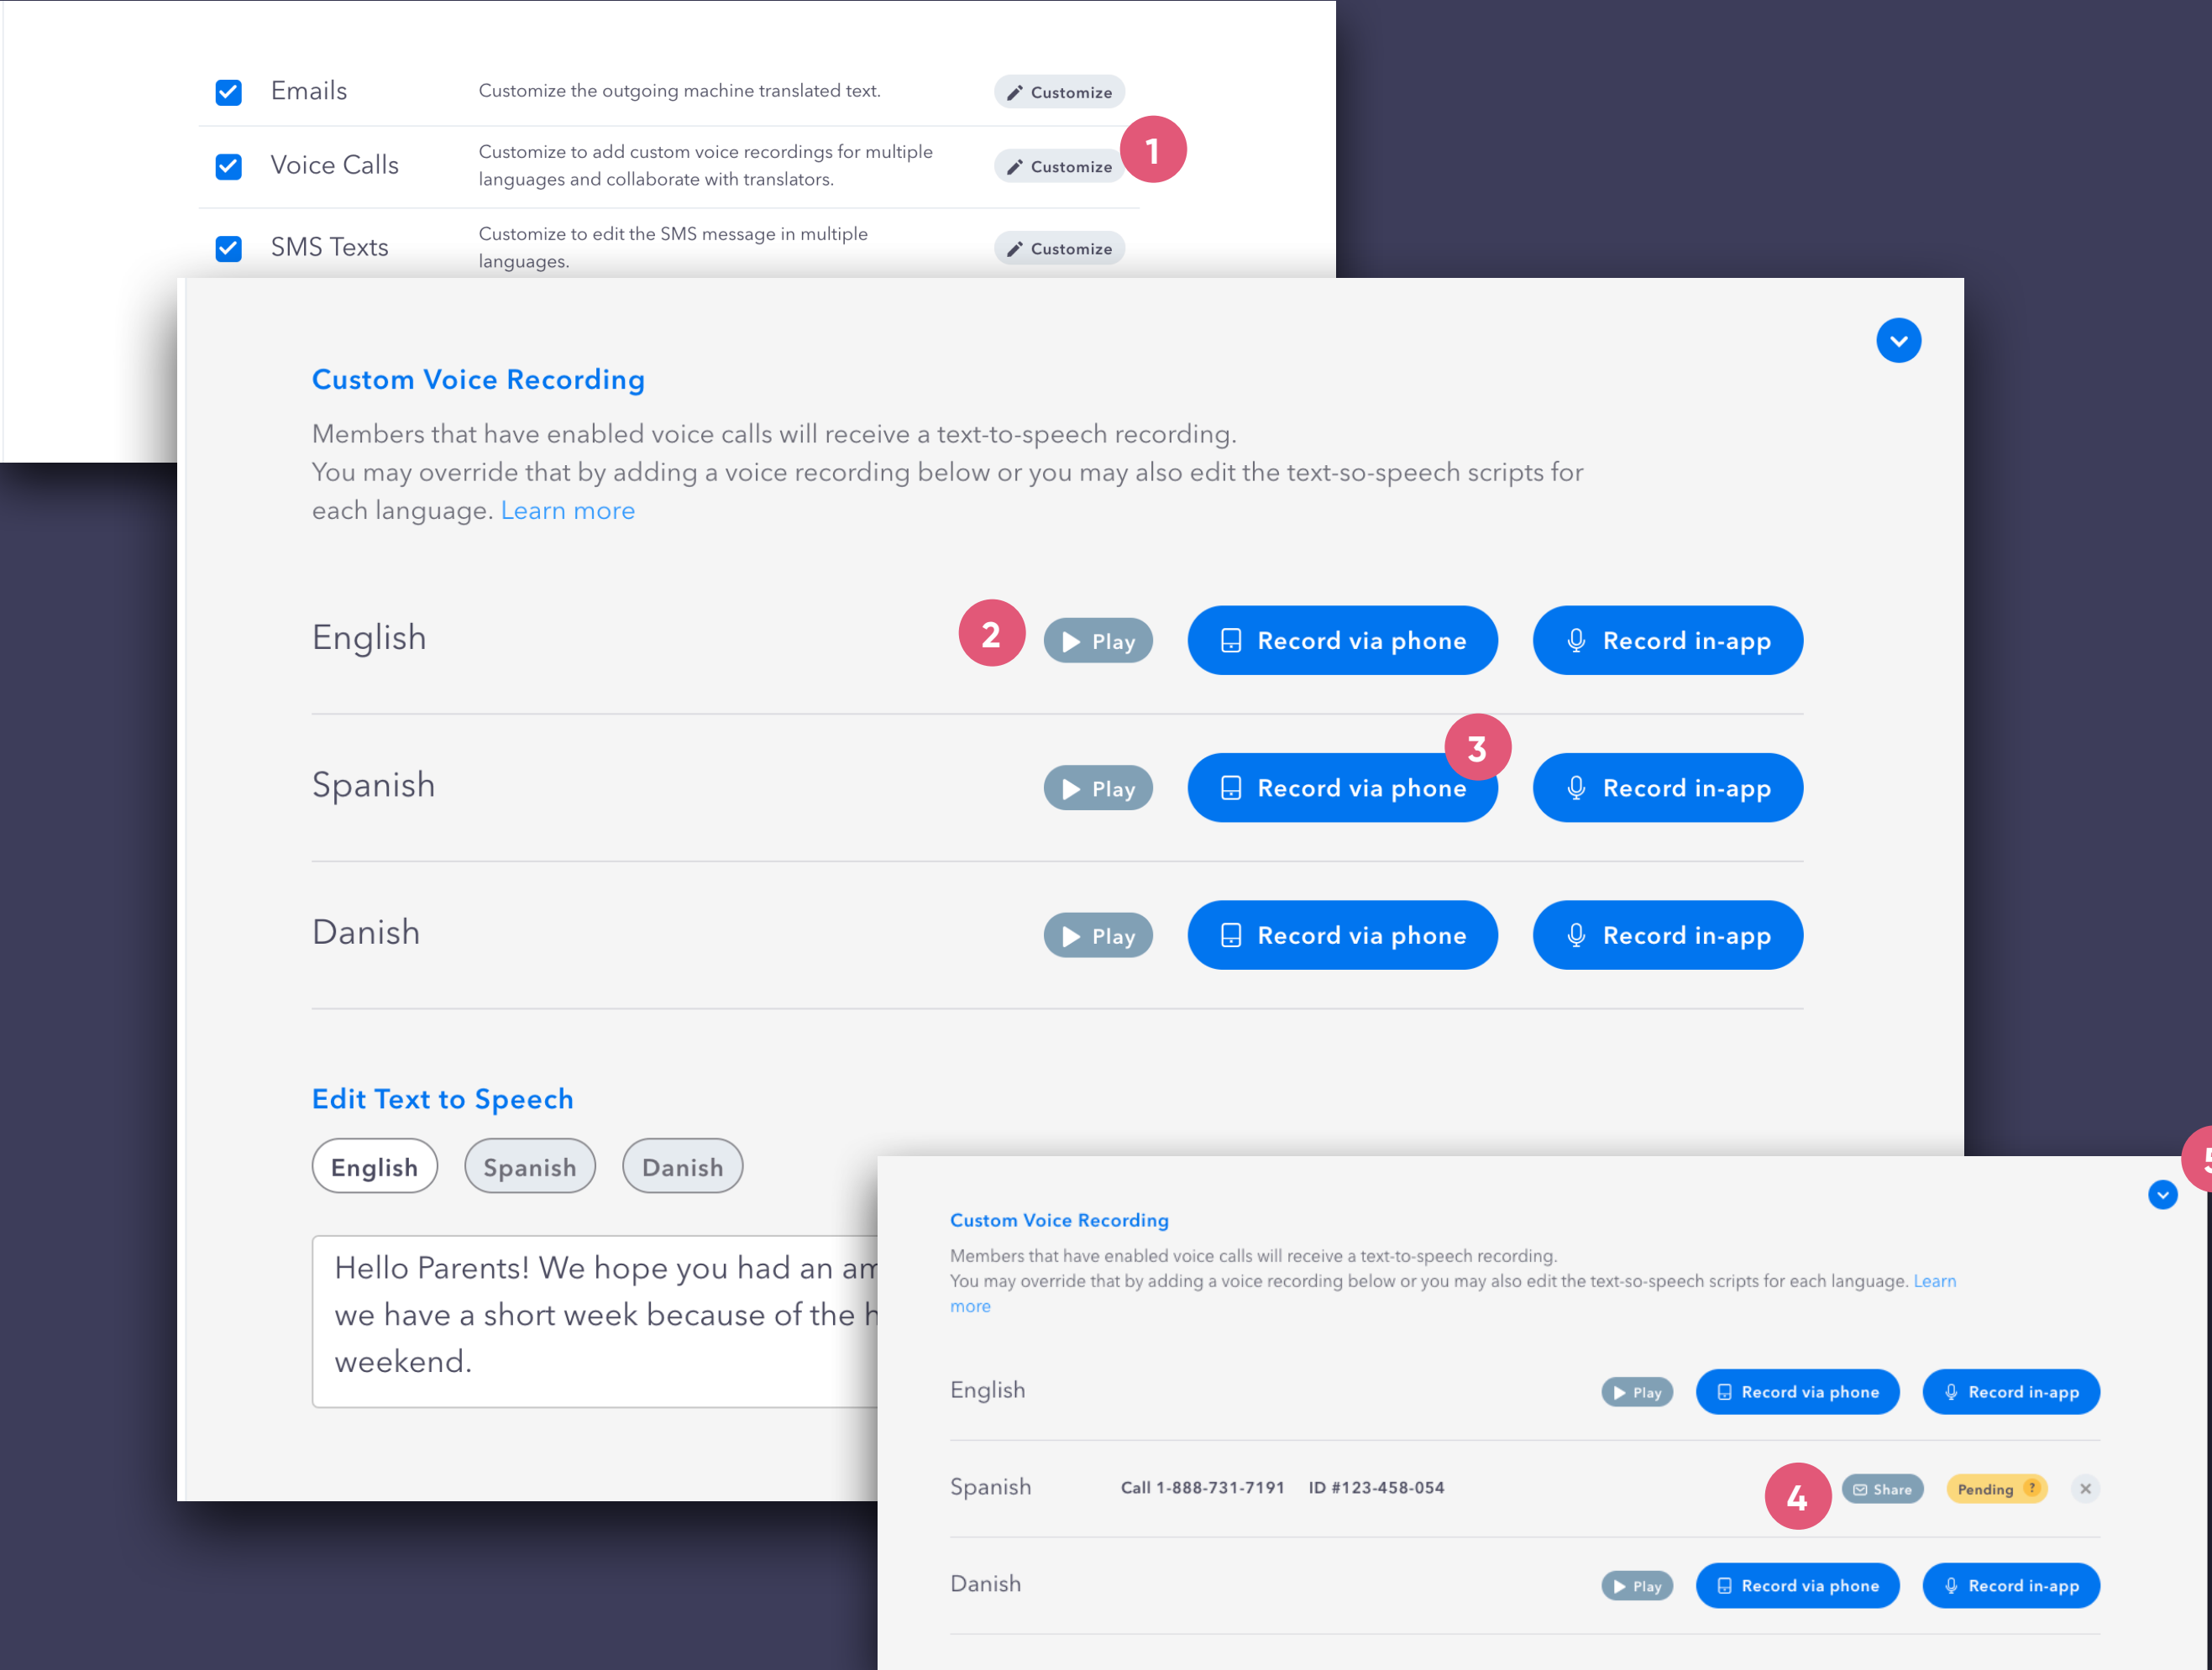 Emails
Customize the outgoing machine translated text.
Customize
Voice Calls
Customize to add custom voice recordings for multiple
languages and collaborate with translators.
Customize
1
SMS Texts
Customize to edit the SMS message in multiple
languages.
Customize
Custom Voice Recording
Members that have enabled voice calls will receive a text-to-speech recording.
You may override that by adding a voice recording below or you may also edit the text-so-speech scripts for
each language. Learn more
English
2
Play
Record via phone
Record in-app
3
Spanish
Play
Record via phone
Record in-app
Danish
Play
Record via phone
Record in-app
Edit Text to Speech
English
Spanish
Danish
Hello Parents! We hope you had an am
we have a short week because of the h
weekend.
5
Custom Voice Recording
Members that have enabled voice calls will receive a text-to-speech recording.
You may override that by adding a voice recording below or you may also edit the text-so-speech scripts for each language. Learn
more
English
Play
Record via phone
Record in-app
Spanish
Call 1-888-731-7191
ID #123-458-054
4
Share
Pending ?
Danish
Play
Record via phone
Record in-app